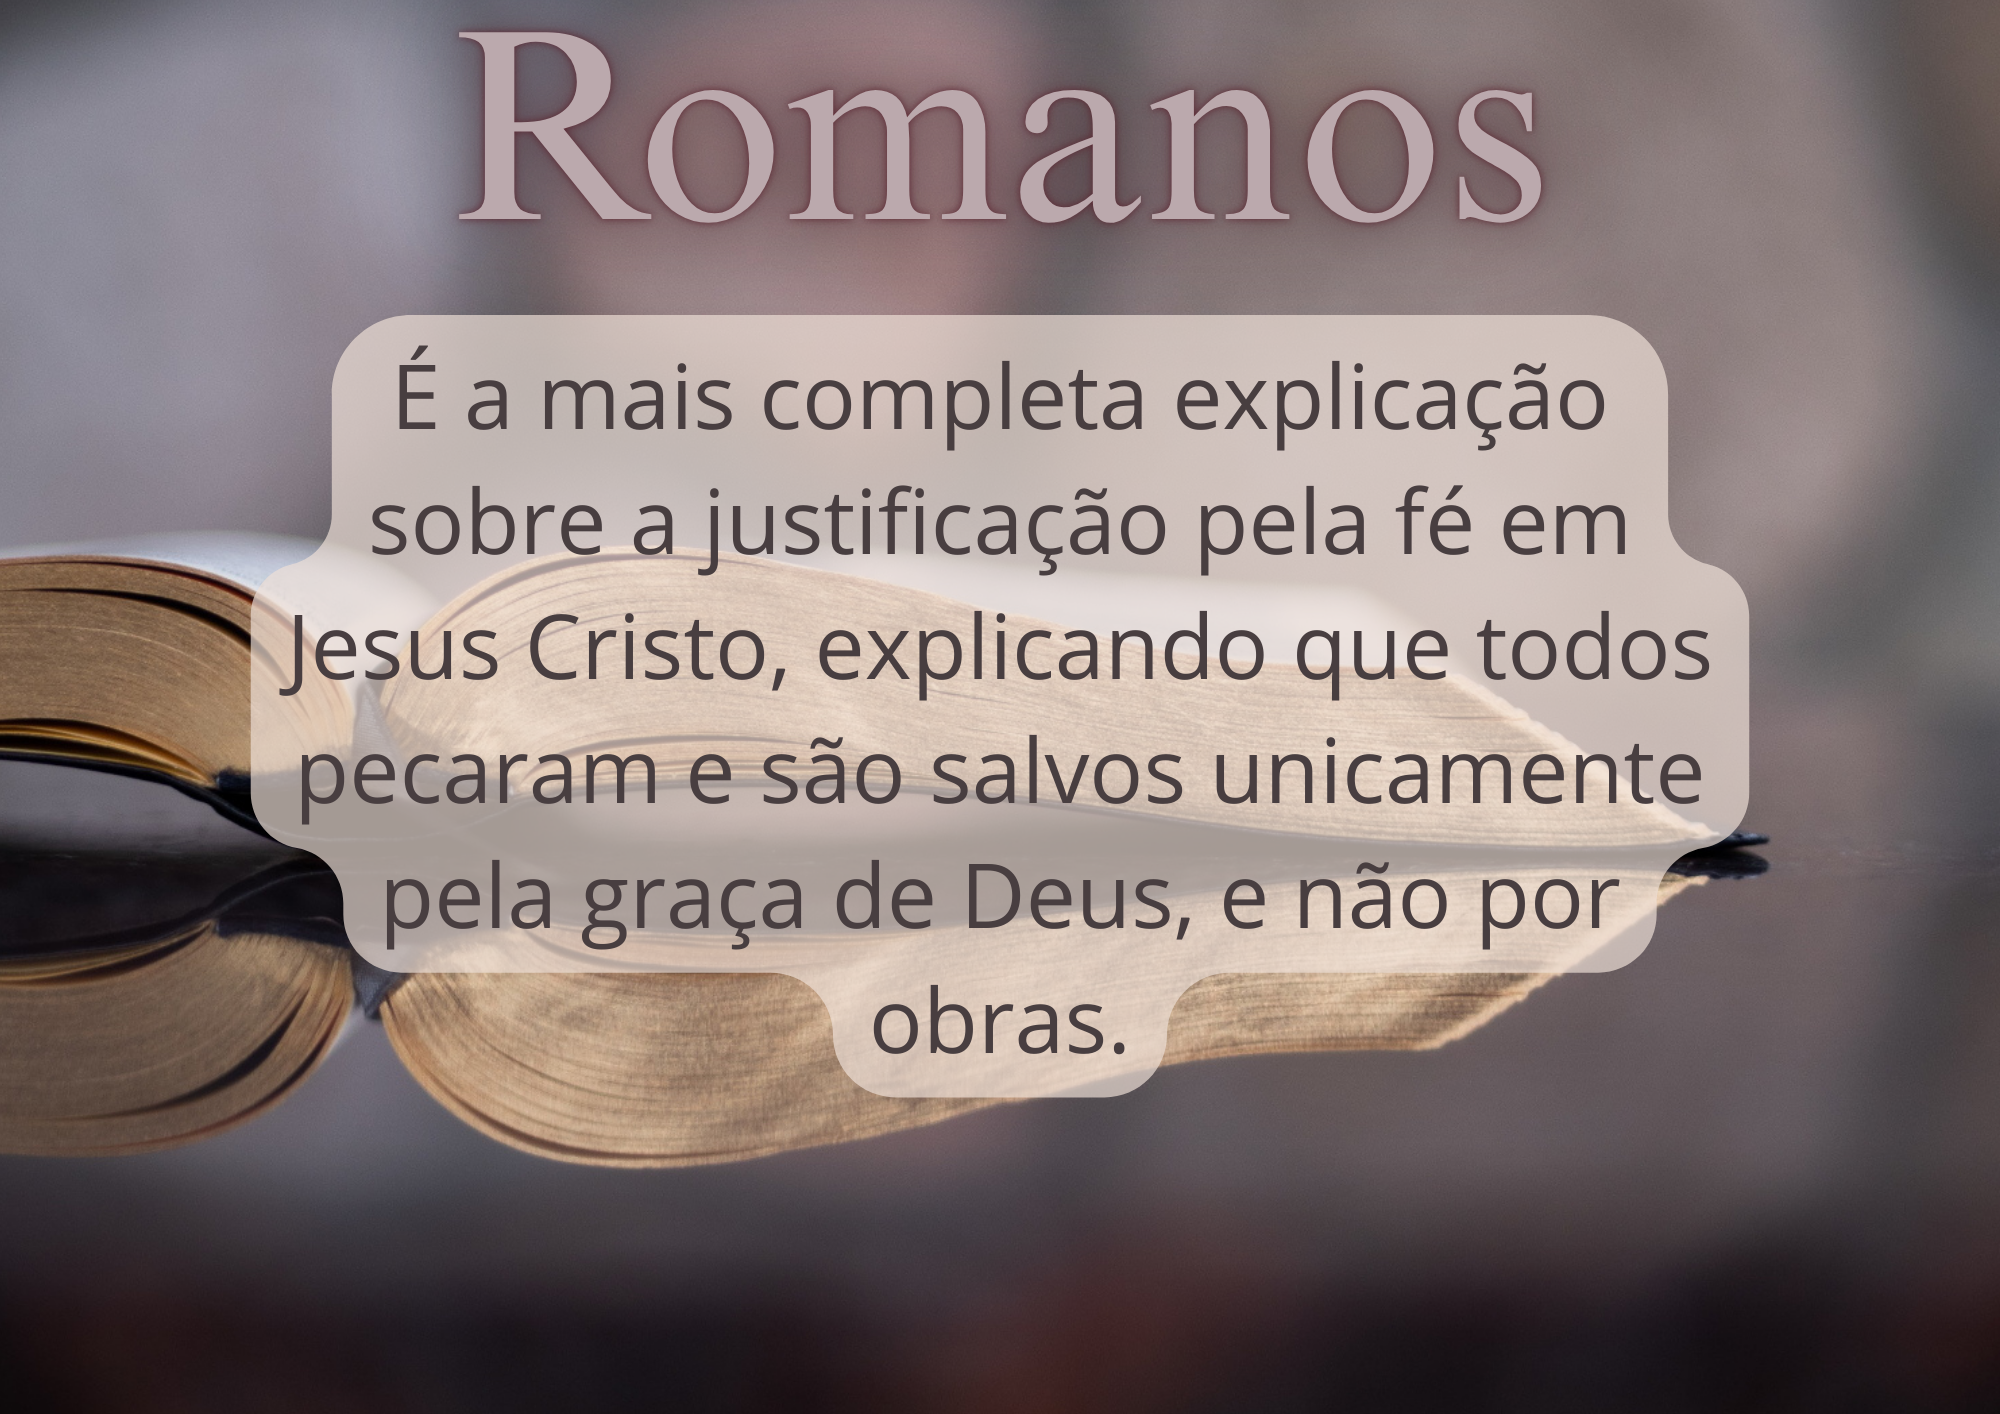 Romanos
É a mais completa explicação
sobre a justificação pela fé em
Jesus Cristo, explicando que todos
pecaram e são salvos unicamente
pela graça de Deus, e não por
obras.